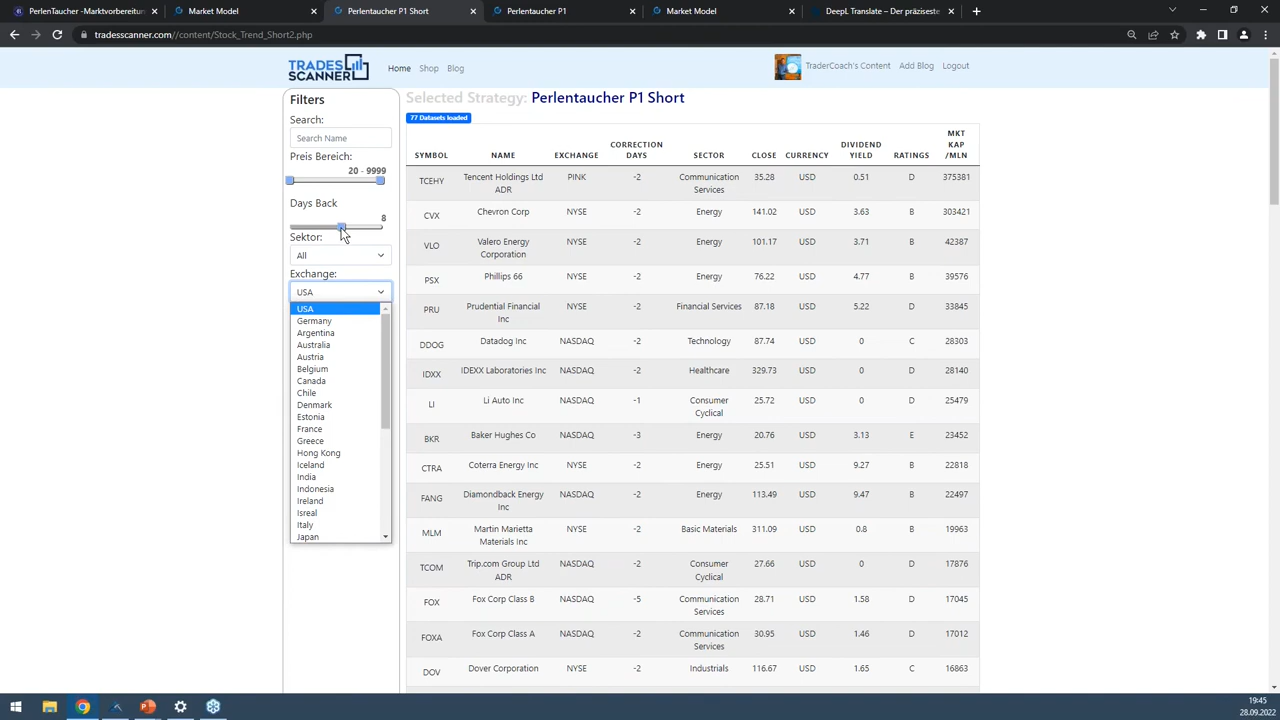 PerlenTaucher -Marktvorbereitun
Market Model
Perlentaucher P1 Short
Perlentaucher P1
Market Model
DeepL Translate – Der präziseste
tradesscanner.com//content/Stock_Trend_Short2.php
TRADES
SCANNER
Home Shop Blog
TraderCoach's Content Add Blog Logout
Filters
Search:
Search Name
Preis Bereich:
20 - 9999
Days Back
8
Sektor:
All
Exchange:
USA
USA
Germany
Argentina
Australia
Austria
Belgium
Canada
Chile
Denmark
Estonia
France
Greece
Hong Kong
Iceland
India
Indonesia
Ireland
Isreal
Italy
Japan
Selected Strategy: Perlentaucher P1 Short
77 Datasets loaded
SYMBOL NAME EXCHANGE CORRECTION DAYS SECTOR CLOSE CURRENCY DIVIDEND YIELD RATINGS MKT KAP /MLN
TCEHY Tencent Holdings Ltd ADR PINK -2 Communication Services 35.28 USD 0.51 D 375381
CVX Chevron Corp NYSE -2 Energy 141.02 USD 3.63 B 303421
VLO Valero Energy Corporation NYSE -2 Energy 101.17 USD 3.71 B 42387
PSX Phillips 66 NYSE -2 Energy 76.22 USD 4.77 B 39576
PRU Prudential Financial Inc NYSE -2 Financial Services 87.18 USD 5.22 D 33845
DDOG Datadog Inc NASDAQ -2 Technology 87.74 USD 0 C 28303
IDXX IDEXX Laboratories Inc NASDAQ -2 Healthcare 329.73 USD 0 D 28140
LI Li Auto Inc NASDAQ -1 Consumer Cyclical 25.72 USD 0 D 25479
BKR Baker Hughes Co NASDAQ -3 Energy 20.76 USD 3.13 E 23452
CTRA Coterra Energy Inc NYSE -2 Energy 25.51 USD 9.27 B 22818
FANG Diamondback Energy Inc NASDAQ -2 Energy 113.49 USD 9.47 B 22497
MLM Martin Marietta Materials Inc NYSE -2 Basic Materials 311.09 USD 0.8 B 19963
TCOM Trip.com Group Ltd ADR NASDAQ -2 Consumer Cyclical 27.66 USD 0 D 17876
FOX Fox Corp Class B NASDAQ -5 Communication Services 28.71 USD 1.58 D 17045
FOXA Fox Corp Class A NASDAQ -2 Communication Services 30.95 USD 1.46 D 17012
DOV Dover Corporation NYSE -2 Industrials 116.67 USD 1.65 C 16863
19:45
28.09.2022